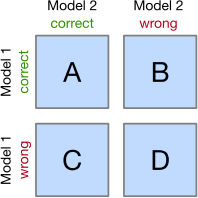 Model 2 Model 2
correct wrong
Model 1
correct
A B
Model 1
wrong
C D